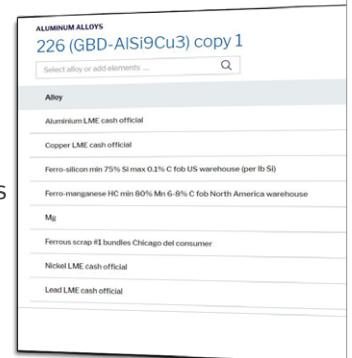 ALUMINUM ALLOYS
226 (GBD-AlSi9Cu3) copy 1
Select alloy or add elements ...
Alloy
Aluminium LME cash official
Copper LME cash official
Ferro-silicon min 75% Si max 0.1% C fob US warehouse (per lb Si)
Ferro-manganese HC min 80% Mn 6-8% C fob North America warehouse
Mg
Ferrous scrap #1 bundles Chicago del consumer
Nickel LME cash official
Lead LME cash official
s